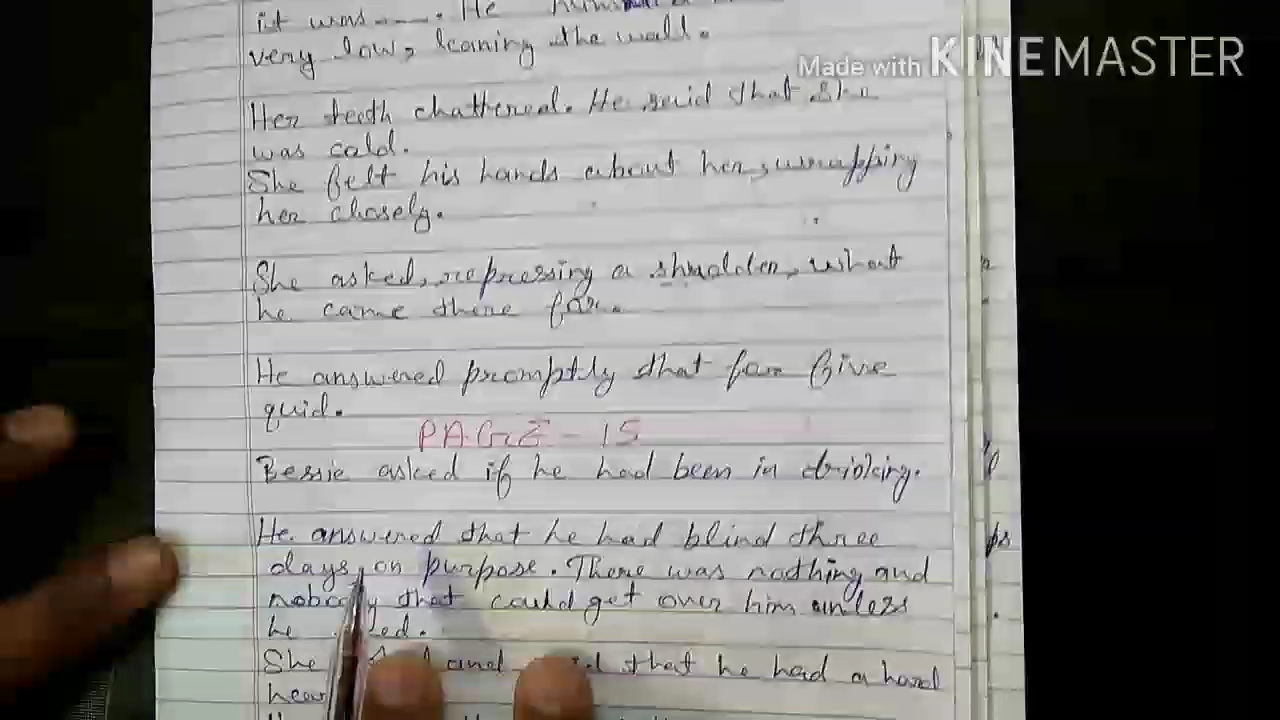 it was----. He
very low, leaning the wall.
Made with KINEMASTER
Her teeth chattered. He said that she
was cold.
She felt his hands about her, wrapping
her closely.
She asked, repressing a shudder, what
he came there for.
He answered promptly that for five
quid.
PAGE - 15
Bessie asked if he had been in drinking.
He answered that he had blind three
days on purpose. There was nothing and
nobody that could get over him unless
he
She and that he had a hard